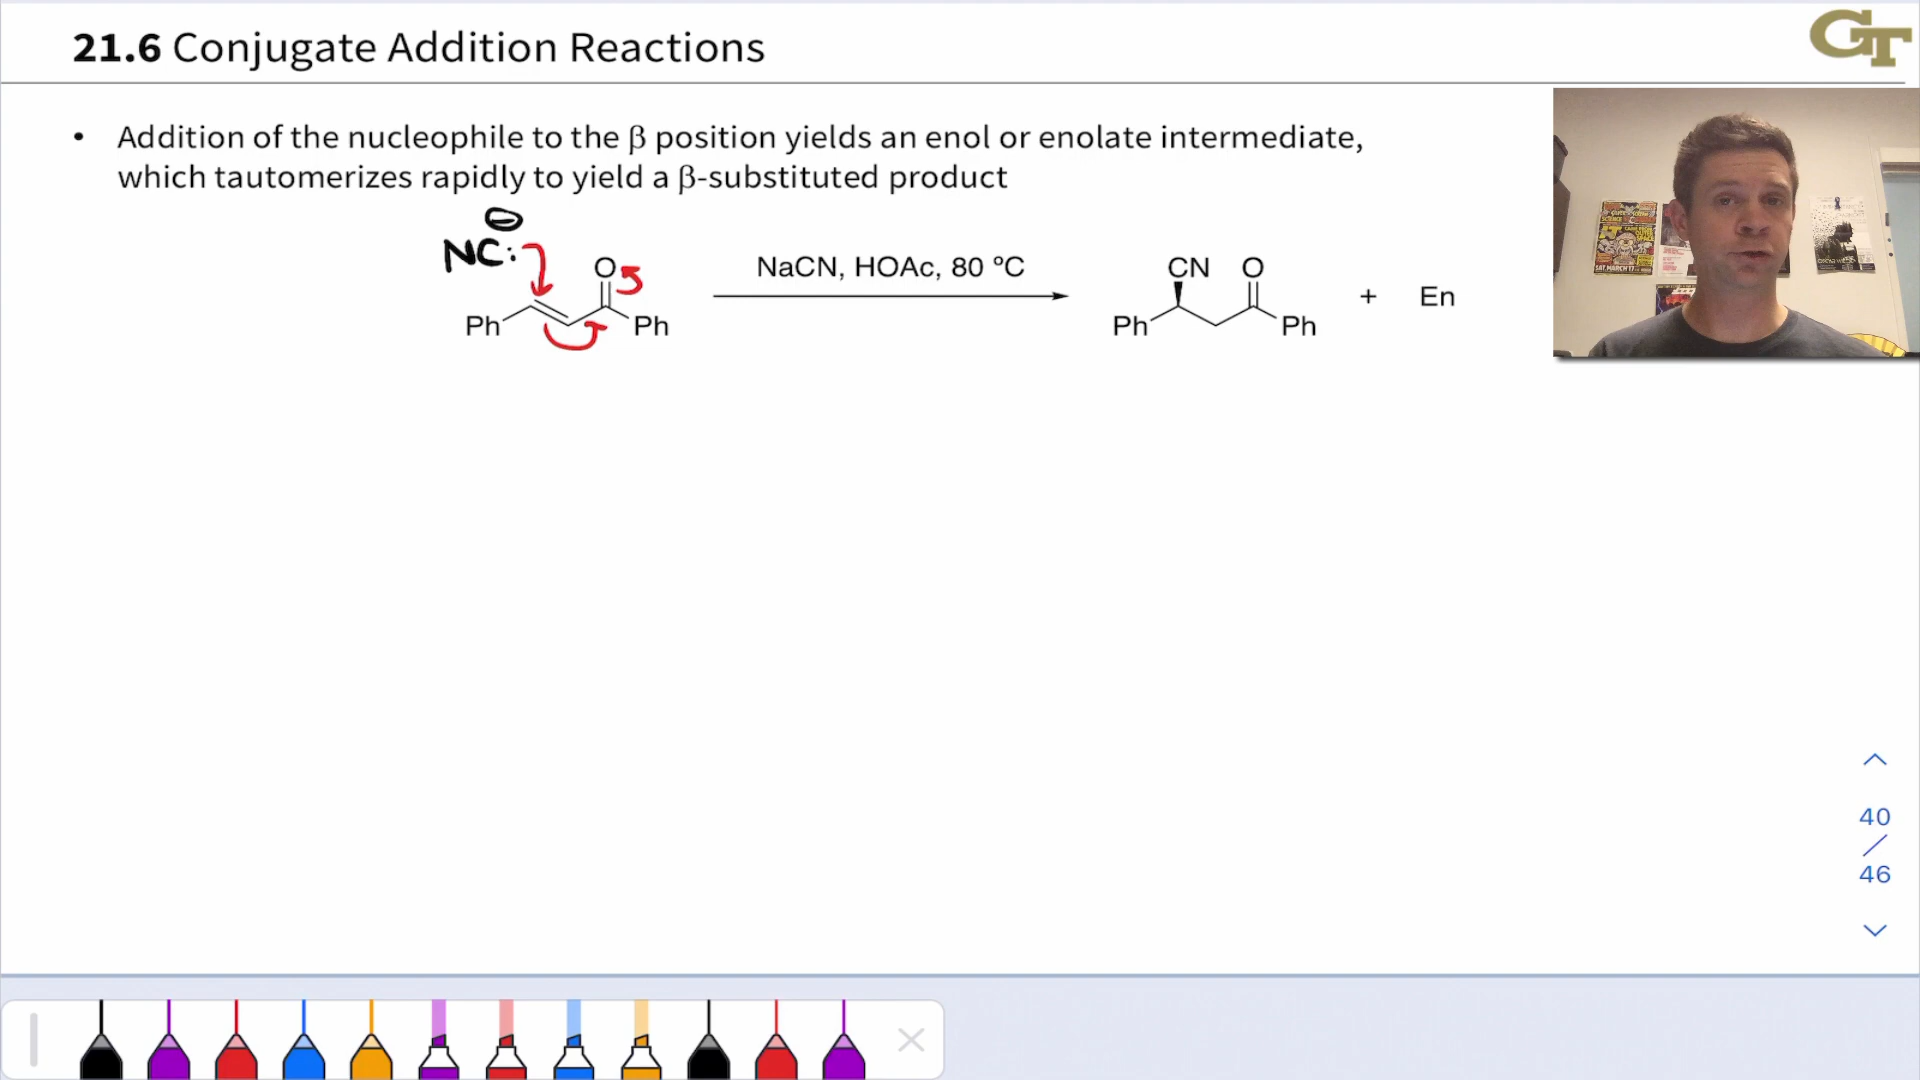 21.6 Conjugate Addition Reactions
GT
• Addition of the nucleophile to the β position yields an enol or enolate intermediate,
which tautomerizes rapidly to yield a β-substituted product
⊖
NC:
O
Ph
Ph
NaCN, HOAc, 80 ºC
CN O
Ph
Ph
+ En
40
/
46